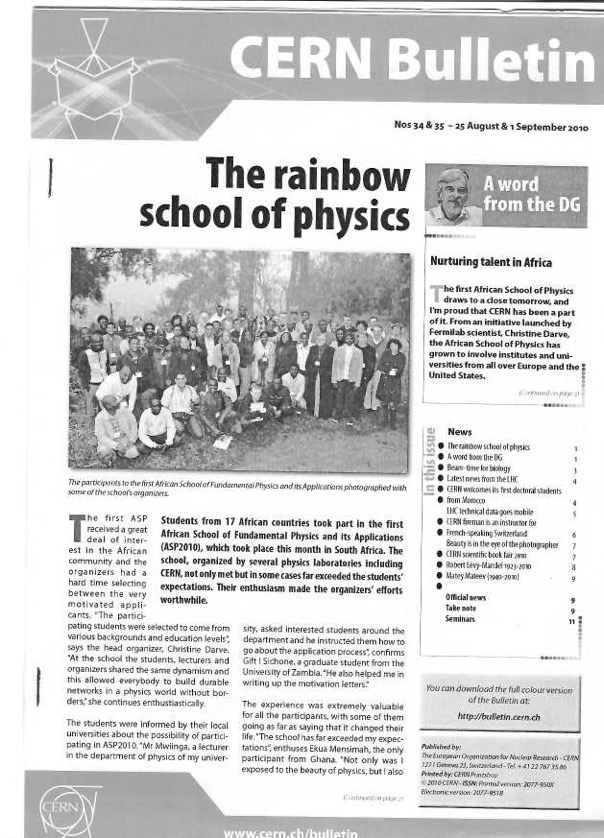 CERN Bulletin
Nos 34 & 35 – 25 August & 1 September 2010
The rainbow
school of physics
The participants to the first African School of Fundamental Physics and its Applications photographed with
some of the school's organizers.
The first ASP
received a great
deal of inter-
est in the African
community and the
organizers had a
hard time selecting
between the very
motivated appli-
cants. "The partici-
pating students were selected to come from
various backgrounds and education levels",
says the head organizer, Christine Darve.
"At the school the students, lecturers and
organizers shared the same dynamism and
this allowed everybody to build durable
networks in a physics world without bor-
ders," she continues enthusiastically.
The students were informed by their local
universities about the possibility of partici-
pating in ASP2010. "Mr Mwiinga, a lecturer
in the department of physics of my univer-
Students from 17 African countries took part in the first
African School of Fundamental Physics and its Applications
(ASP2010), which took place this month in South Africa. The
school, organized by several physics laboratories including
CERN, not only met but in some cases far exceeded the students'
expectations. Their enthusiasm made the organizers' efforts
worthwhile.
sity, asked interested students around the
department and he instructed them how to
go about the application process", confirms
Gift l Sichone, a graduate student from the
University of Zambia. "He also helped me in
writing up the motivation letters."
The experience was extremely valuable
for all the participants, with some of them
going as far as saying that it changed their
life. "The school has far exceeded my expec-
tations", enthuses Ekua Mensimah, the only
participant from Ghana. "Not only was I
exposed to the beauty of physics, but I also
(Continued on page 2)
A word
from the DG
Nurturing talent in Africa
The first African School of Physics
draws to a close tomorrow, and
I'm proud that CERN has been a part
of it. From an initiative launched by
Fermilab scientist, Christine Darve,
the African School of Physics has
grown to involve institutes and uni-
versities from all over Europe and the
United States.
(Continued on page 2)
In this issue
News
The rainbow school of physics 1
A word from the DG 1
Beam-time for biology 3
Latest news from the LHC 4
CERN welcomes its first doctoral students
from Morocco 4
LHC technical data goes mobile 5
CERN fireman is an instructor for
French-speaking Switzerland 6
Beauty is in the eye of the photographer 7
CERN scientific book fair 2010 7
Robert Lévy-Mandel 1923-2010 8
Matey Mateev (1940-2010) 9
Official news 9
Take note 9
Seminars 11
You can download the full colour version
of the Bulletin at:
http://bulletin.cern.ch
Published by:
The European Organization for Nuclear Research - CERN
1211 Geneva 23, Switzerland - Tel. + 41 22 767 35 86
Printed by: CERN Printshop
© 2010 CERN - ISSN: Printed version: 2077-950X
Electronic version: 2077-9518
CERN
www.cern.ch/bulletin